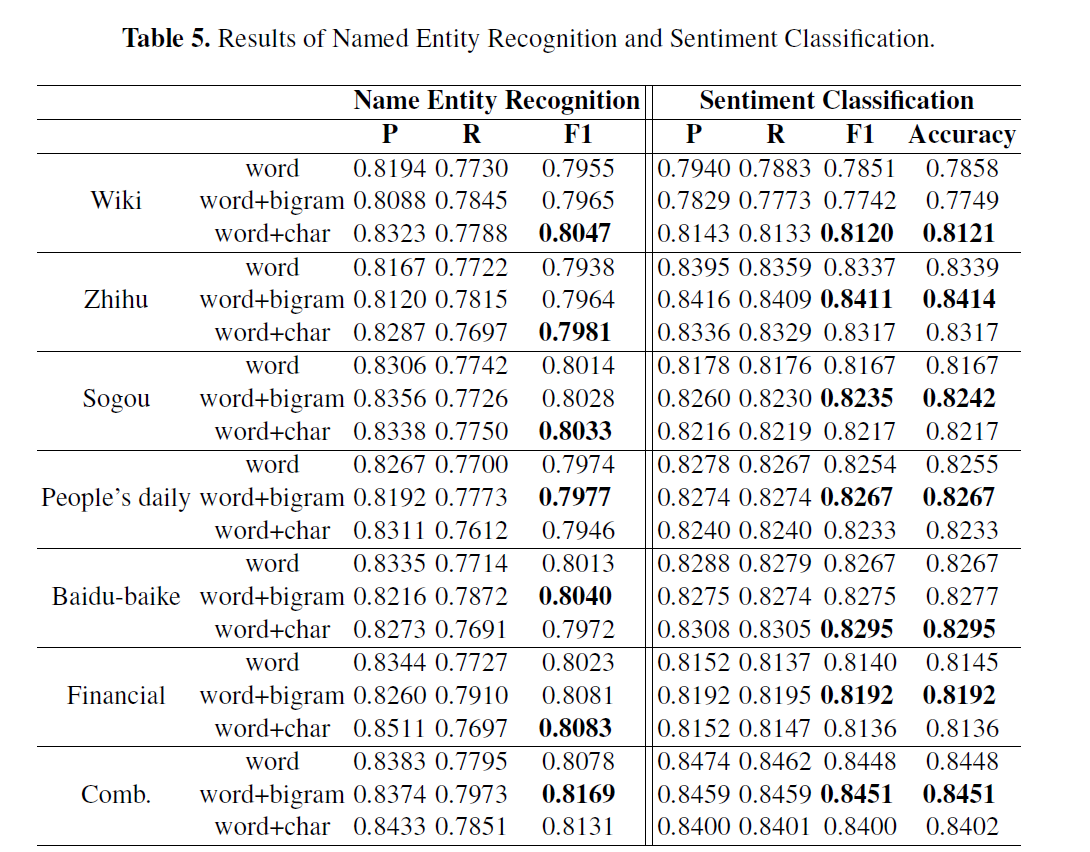 Table 5. Results of Named Entity Recognition and Sentiment Classification.
Name Entity Recognition Sentiment Classification
P R F1 P R F1 Accuracy
word 0.8194 0.7730 0.7955 0.7940 0.7883 0.7851 0.7858
Wiki word+bigram 0.8088 0.7845 0.7965 0.7829 0.7773 0.7742 0.7749
word+char 0.8323 0.7788 0.8047 0.8143 0.8133 0.8120 0.8121
word 0.8167 0.7722 0.7938 0.8395 0.8359 0.8337 0.8339
Zhihu word+bigram 0.8120 0.7815 0.7964 0.8416 0.8409 0.8411 0.8414
word+char 0.8287 0.7697 0.7981 0.8336 0.8329 0.8317 0.8317
word 0.8306 0.7742 0.8014 0.8178 0.8176 0.8167 0.8167
Sogou word+bigram 0.8356 0.7726 0.8028 0.8260 0.8230 0.8235 0.8242
word+char 0.8338 0.7750 0.8033 0.8216 0.8219 0.8217 0.8217
word 0.8267 0.7700 0.7974 0.8278 0.8267 0.8254 0.8255
People's daily word+bigram 0.8192 0.7773 0.7977 0.8274 0.8274 0.8267 0.8267
word+char 0.8311 0.7612 0.7946 0.8240 0.8240 0.8233 0.8233
word 0.8335 0.7714 0.8013 0.8288 0.8279 0.8267 0.8267
Baidu-baike word+bigram 0.8216 0.7872 0.8040 0.8275 0.8274 0.8275 0.8277
word+char 0.8273 0.7691 0.7972 0.8308 0.8305 0.8295 0.8295
word 0.8344 0.7727 0.8023 0.8152 0.8137 0.8140 0.8145
Financial word+bigram 0.8260 0.7910 0.8081 0.8192 0.8195 0.8192 0.8192
word+char 0.8511 0.7697 0.8083 0.8152 0.8147 0.8136 0.8136
word 0.8383 0.7795 0.8078 0.8474 0.8462 0.8448 0.8448
Comb. word+bigram 0.8374 0.7973 0.8169 0.8459 0.8459 0.8451 0.8451
word+char 0.8433 0.7851 0.8131 0.8400 0.8401 0.8400 0.8402